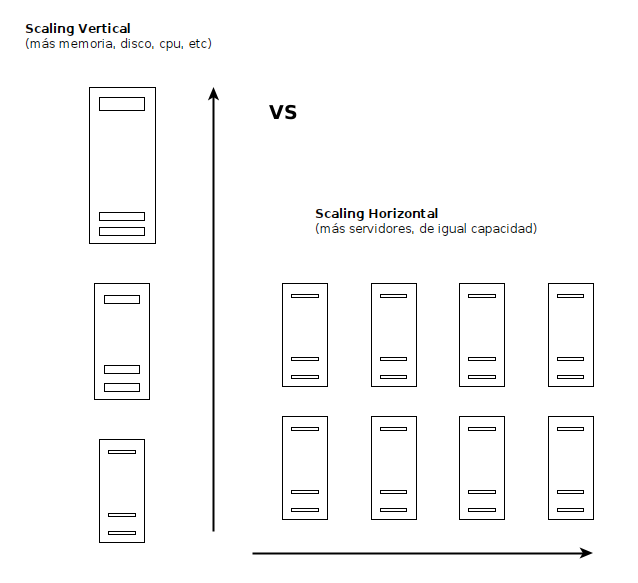 Scaling Vertical
(más memoria, disco, cpu, etc)
VS
Scaling Horizontal
(más servidores, de igual capacidad)